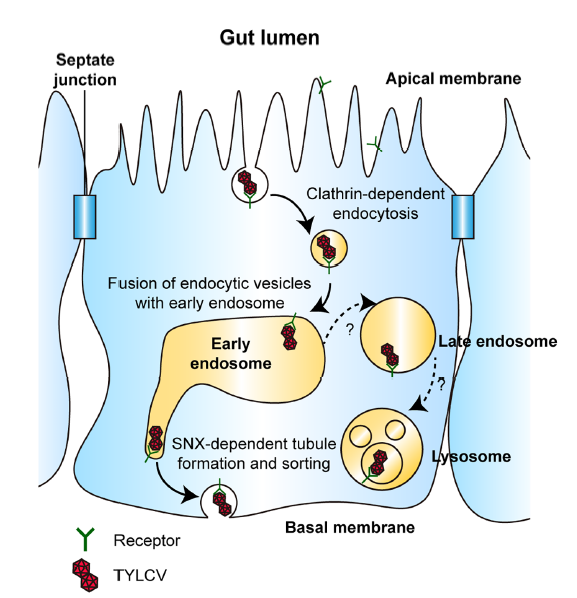 Gut lumen
Septate
junction
Apical membrane
Clathrin-dependent
endocytosis
Fusion of endocytic vesicles
with early endosome
?
Early
endosome
Late endosome
?
SNX-dependent tubule
formation and sorting
Lysosome
Basal membrane
Receptor
TYLCV